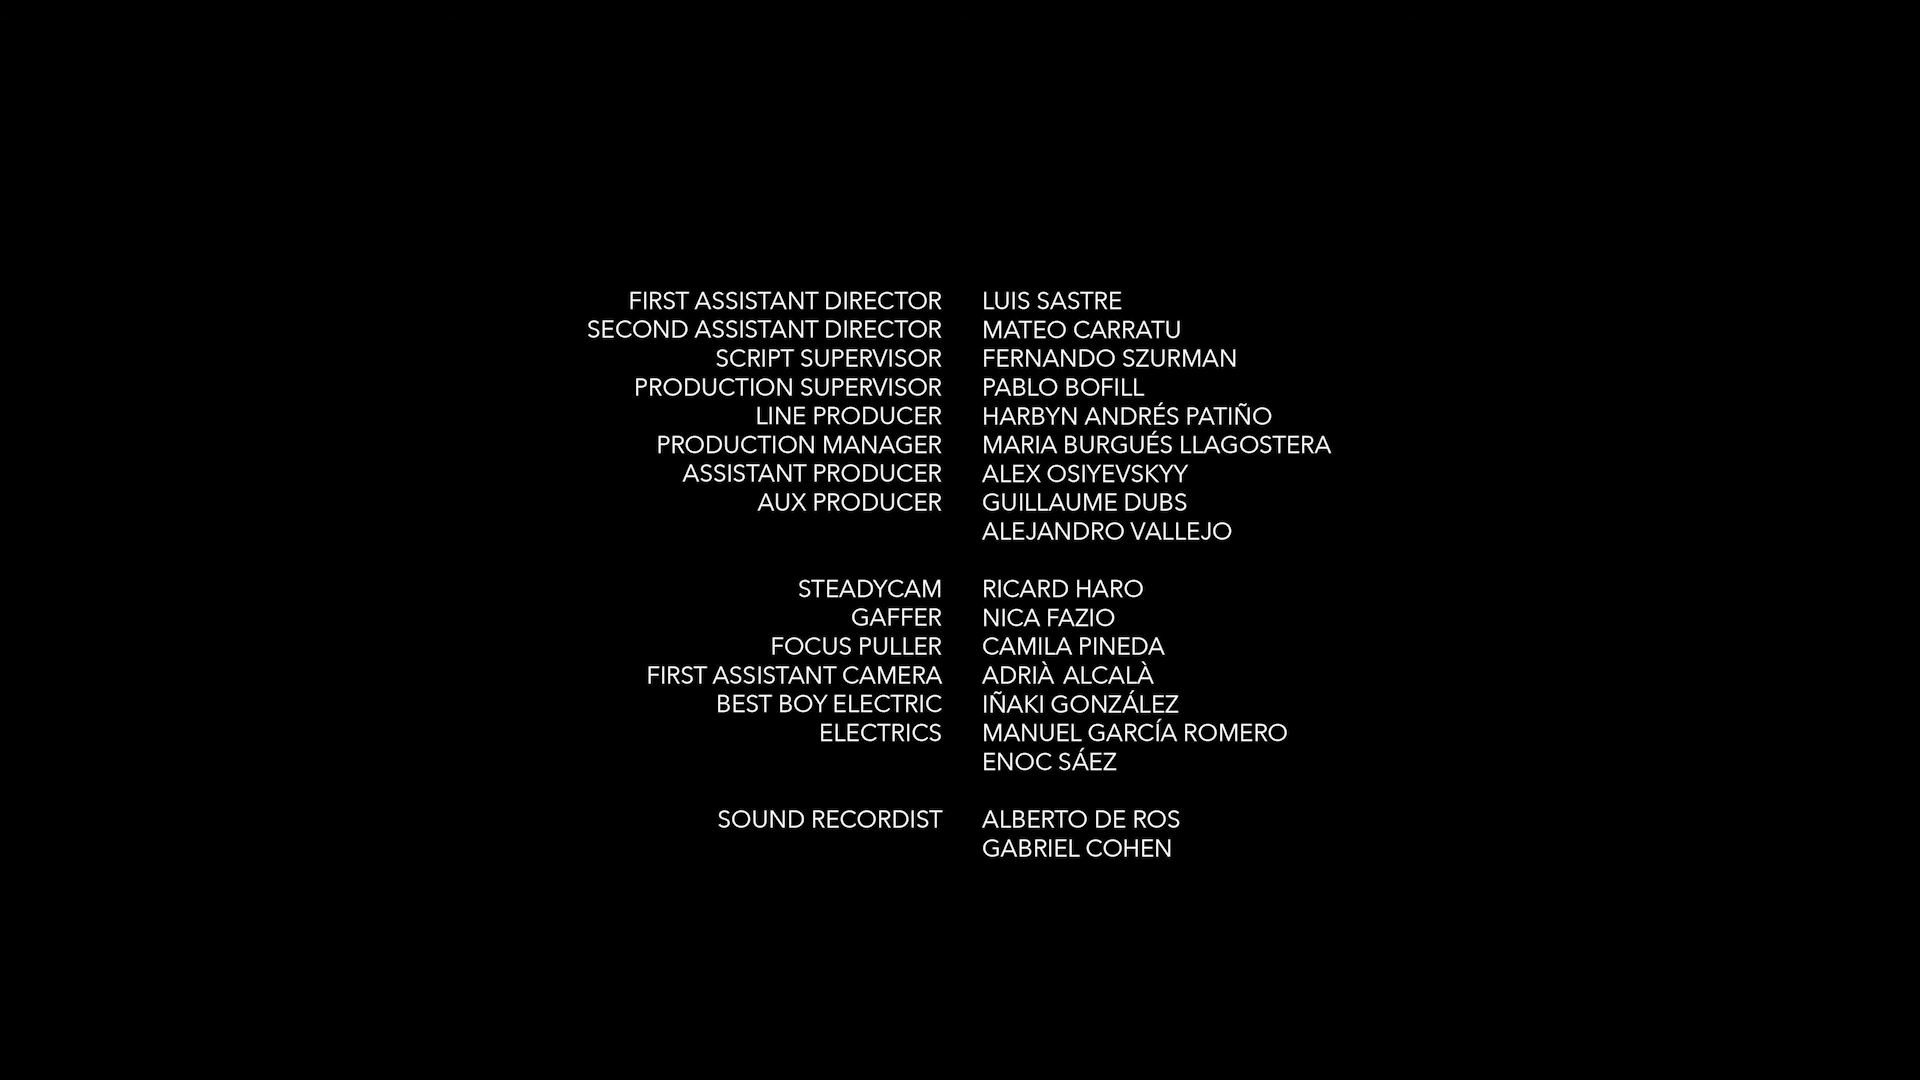 FIRST ASSISTANT DIRECTOR LUIS SASTRE
SECOND ASSISTANT DIRECTOR MATEO CARRATU
SCRIPT SUPERVISOR FERNANDO SZURMAN
PRODUCTION SUPERVISOR PABLO BOFILL
LINE PRODUCER HARBYN ANDRÉS PATIÑO
PRODUCTION MANAGER MARIA BURGUÉS LLAGOSTERA
ASSISTANT PRODUCER ALEX OSIYEVSKYY
AUX PRODUCER GUILLAUME DUBS
ALEJANDRO VALLEJO
STEADYCAM RICARD HARO
GAFFER NICA FAZIO
FOCUS PULLER CAMILA PINEDA
FIRST ASSISTANT CAMERA ADRIÀ ALCALÀ
BEST BOY ELECTRIC IÑAKI GONZÁLEZ
ELECTRICS MANUEL GARCÍA ROMERO
ENOC SÁEZ
SOUND RECORDIST ALBERTO DE ROS
GABRIEL COHEN